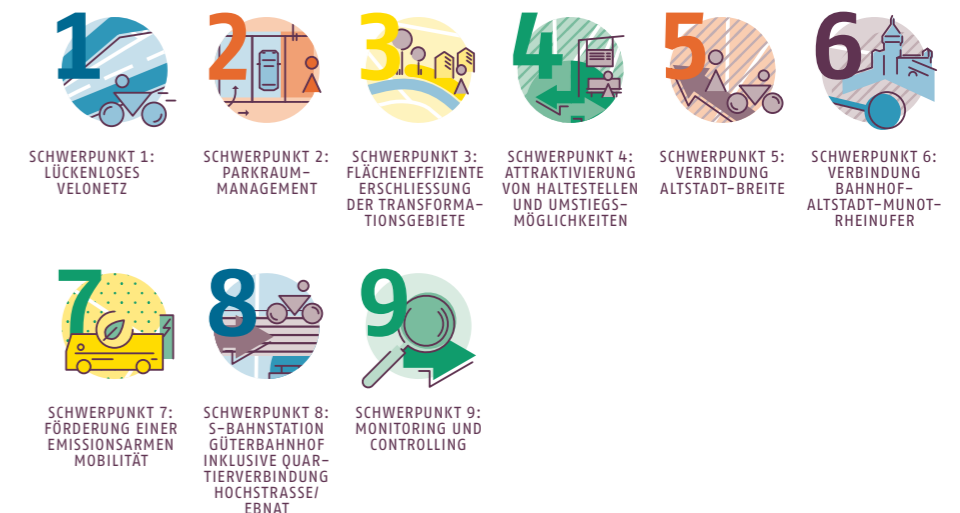 1
SCHWERPUNKT 1:
LÜCKENLOSES
VELONETZ
2
SCHWERPUNKT 2:
PARKRAUM-
MANAGEMENT
3
SCHWERPUNKT 3:
FLÄCHENEFFIZIENTE
ERSCHLIESSUNG
DER TRANSFORMA-
TIONSGEBIETE
4
SCHWERPUNKT 4:
ATTRAKTIVIERUNG
VON HALTESTELLEN
UND UMSTIEGS-
MÖGLICHKEITEN
5
SCHWERPUNKT 5:
VERBINDUNG
ALTSTADT-BREITE
6
SCHWERPUNKT 6:
VERBINDUNG
BAHNHOF-
ALTSTADT-MUNOT-
RHEINUFER
7
SCHWERPUNKT 7:
FÖRDERUNG EINER
EMISSIONSARMEN
MOBILITÄT
8
SCHWERPUNKT 8:
S-BAHNSTATION
GÜTERBAHNHOF
INKLUSIVE QUAR-
TIERVERBINDUNG
HOCHSTRASSE/
EBNAT
9
SCHWERPUNKT 9:
MONITORING UND
CONTROLLING